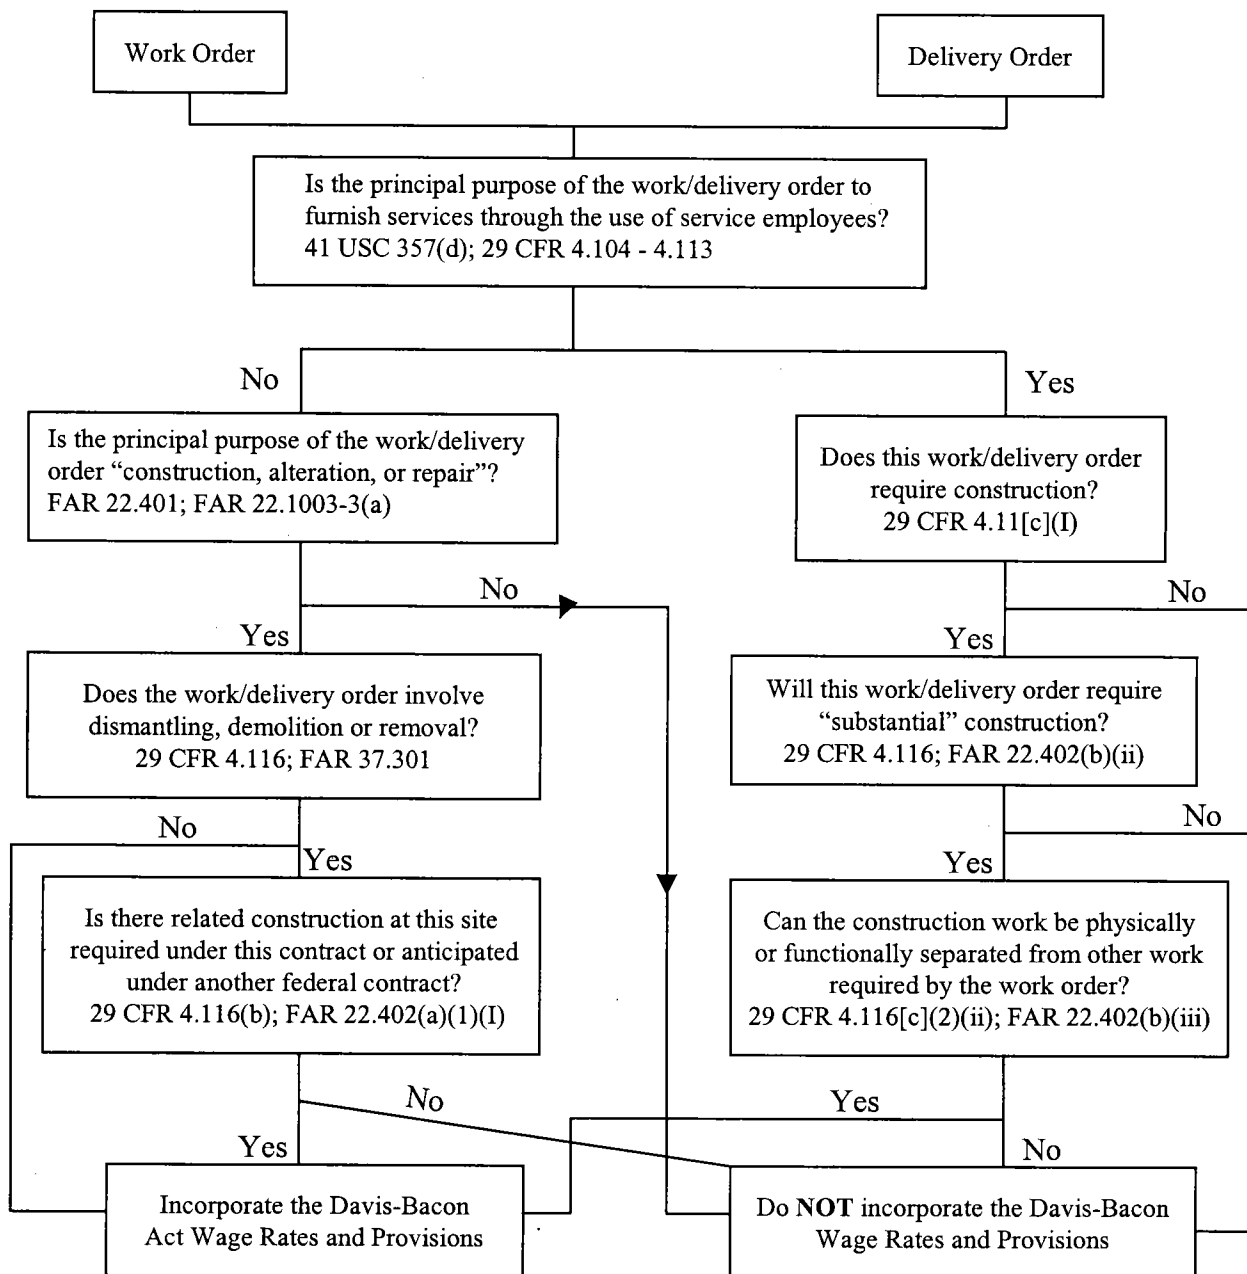 Work Order
Delivery Order
Is the principal purpose of the work/delivery order to
furnish services through the use of service employees?
41 USC 357(d); 29 CFR 4.104 - 4.113
No
Yes
Is the principal purpose of the work/delivery
order “construction, alteration, or repair”?
FAR 22.401; FAR 22.1003-3(a)
Does this work/delivery order
require construction?
29 CFR 4.11[c](I)
No
No
Yes
Yes
Does the work/delivery order involve
dismantling, demolition or removal?
29 CFR 4.116; FAR 37.301
Will this work/delivery order require
“substantial” construction?
29 CFR 4.116; FAR 22.402(b)(ii)
No
No
Yes
Yes
Is there related construction at this site
required under this contract or anticipated
under another federal contract?
29 CFR 4.116(b); FAR 22.402(a)(1)(I)
Can the construction work be physically
or functionally separated from other work
required by the work order?
29 CFR 4.116[c](2)(ii); FAR 22.402(b)(iii)
No
Yes
Yes
No
Incorporate the Davis-Bacon
Act Wage Rates and Provisions
Do NOT incorporate the Davis-Bacon
Wage Rates and Provisions